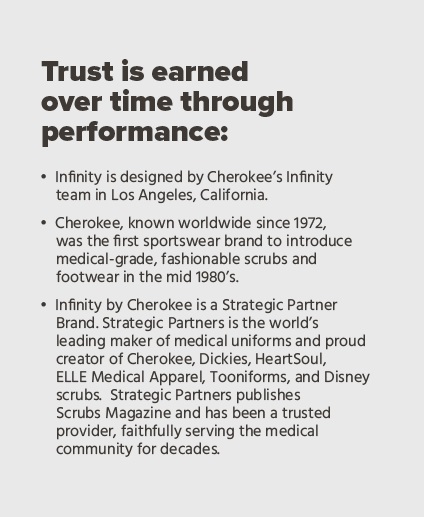 Trust is earned
over time through
performance:
• Infinity is designed by Cherokee's Infinity
team in Los Angeles, California.
• Cherokee, known worldwide since 1972,
was the first sportswear brand to introduce
medical-grade, fashionable scrubs and
footwear in the mid 1980's.
• Infinity by Cherokee is a Strategic Partner
Brand. Strategic Partners is the world's
leading maker of medical uniforms and proud
creator of Cherokee, Dickies, HeartSoul,
ELLE Medical Apparel, Tooniforms, and Disney
scrubs.  Strategic Partners publishes
Scrubs Magazine and has been a trusted
provider, faithfully serving the medical
community for decades.